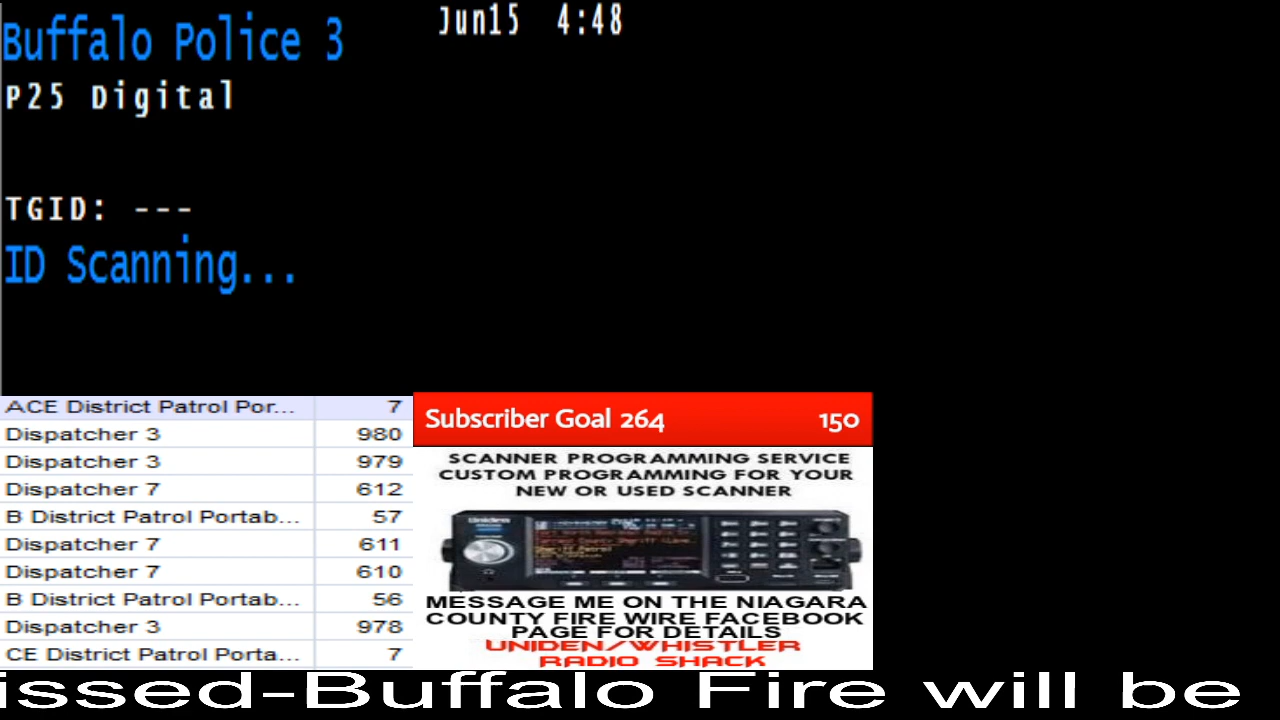 Buffalo Police 3
Jun15 4:48
P25 Digital
TGID: ---
ID Scanning...
ACE District Patrol Por... 7
Dispatcher 3 980
Dispatcher 3 979
Dispatcher 7 612
B District Patrol Portab... 57
Dispatcher 7 611
Dispatcher 7 610
B District Patrol Portab... 56
Dispatcher 3 978
CE District Patrol Porta... 7
Subscriber Goal 264 150
SCANNER PROGRAMMING SERVICE
CUSTOM PROGRAMMING FOR YOUR
NEW OR USED SCANNER
Uniden
MESSAGE ME ON THE NIAGARA
COUNTY FIRE WIRE FACEBOOK
PAGE FOR DETAILS
UNIDEN/WHISTLER
RADIO SHACK
issed-Buffalo Fire will be